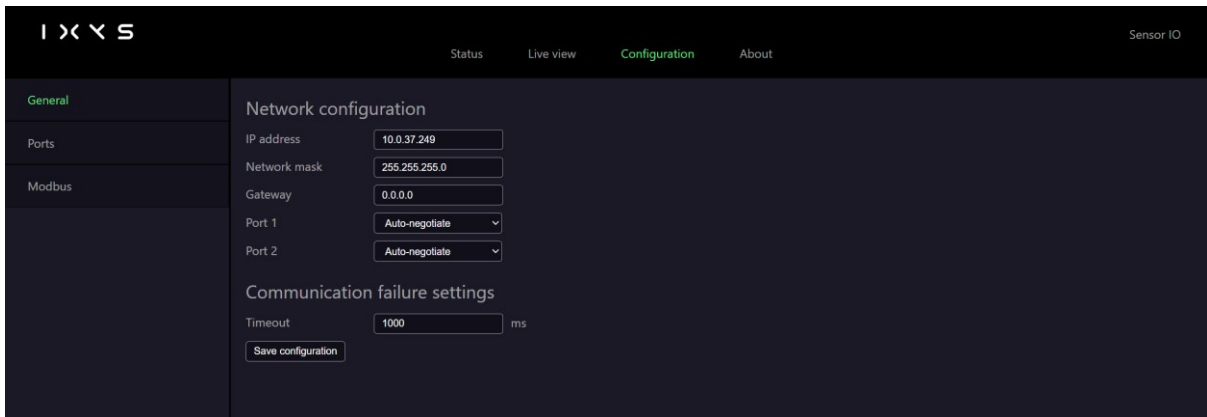 IXYS
Sensor IO
Status Live view Configuration About
General
Ports
Modbus
Network configuration
IP address 10.0.37.249
Network mask 255.255.255.0
Gateway 0.0.0.0
Port 1 Auto-negotiate
Port 2 Auto-negotiate
Communication failure settings
Timeout 1000 ms
Save configuration